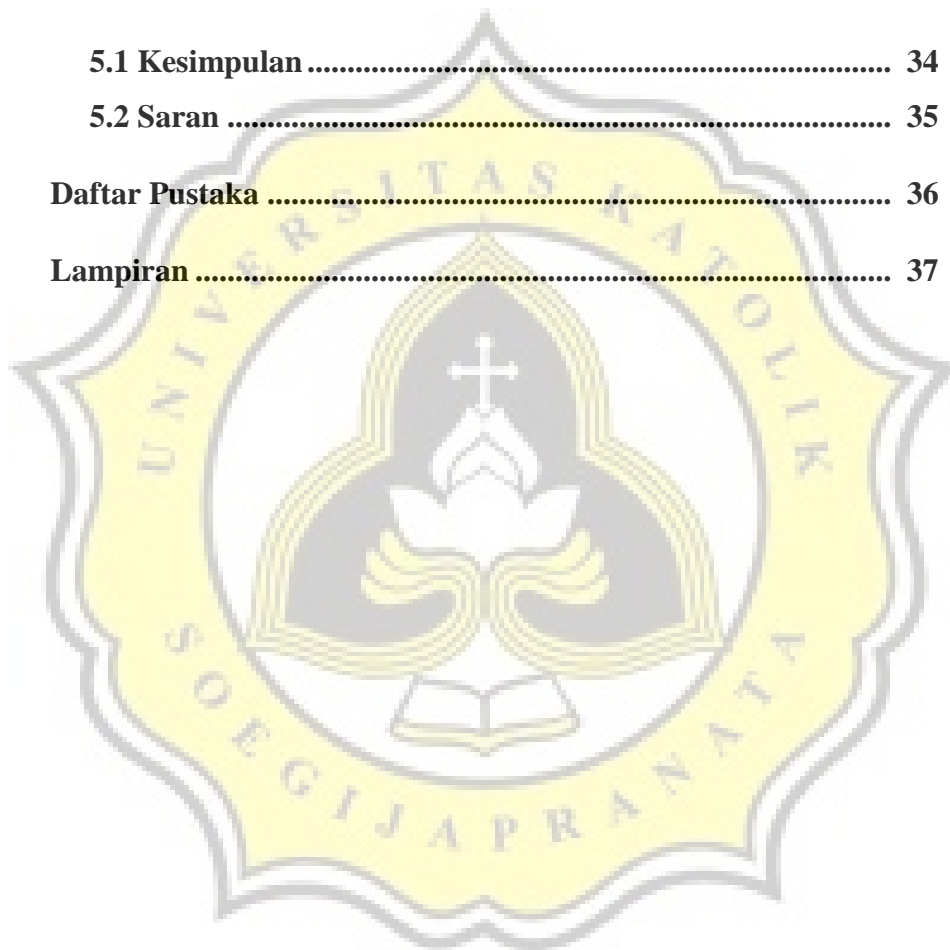 5.1 Kesimpulan ......................................................................... 34
5.2 Saran ................................................................................... 35
Daftar Pustaka .............................................................................. 36
Lampiran ....................................................................................... 37
UNIVERSITAS KATOLIK
SOEGIJAPRANATA